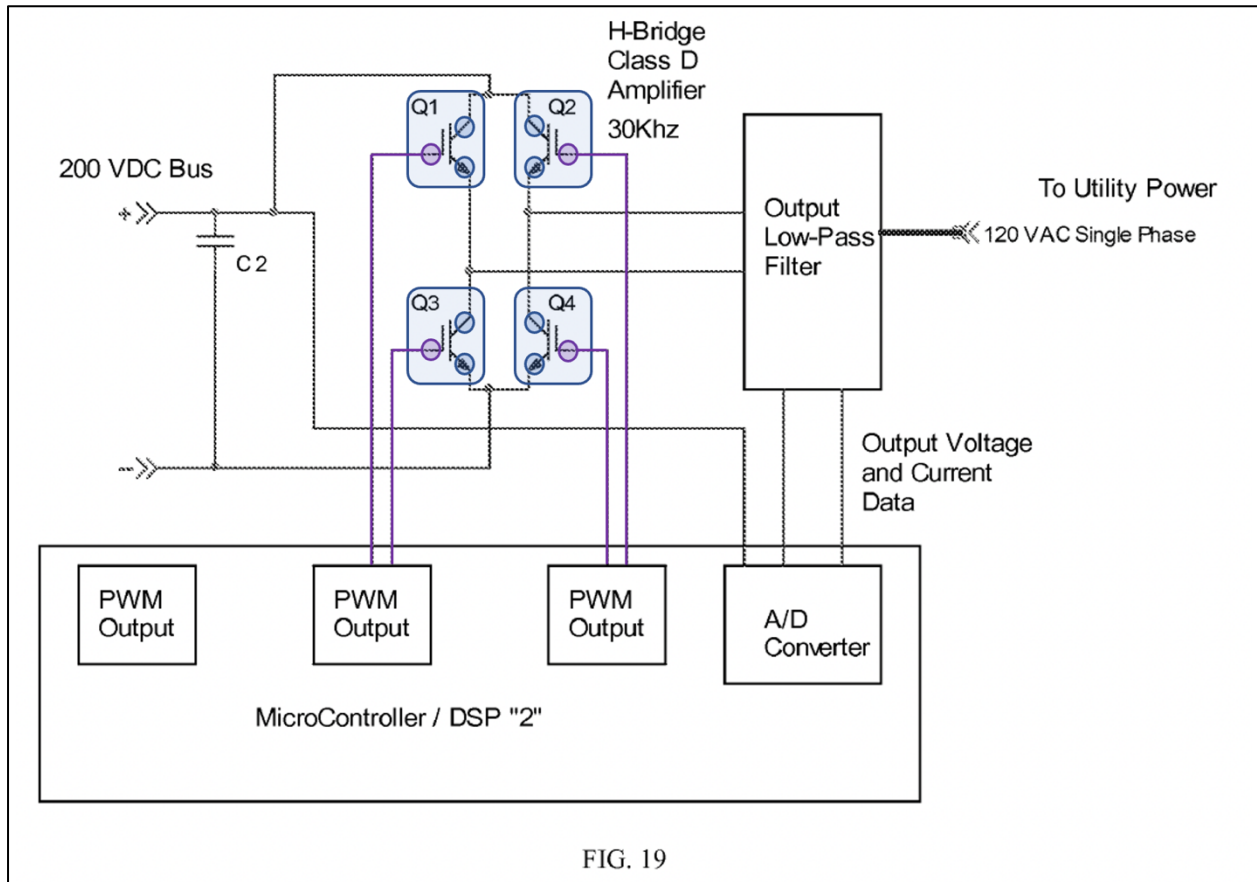 H-Bridge
Class D
Amplifier
30Khz
Q1
Q2
200 VDC Bus
+
C 2
To Utility Power
120 VAC Single Phase
Output
Low-Pass
Filter
Q3
Q4
-
Output Voltage
and Current
Data
PWM
Output
PWM
Output
PWM
Output
A/D
Converter
MicroController / DSP "2"
FIG. 19